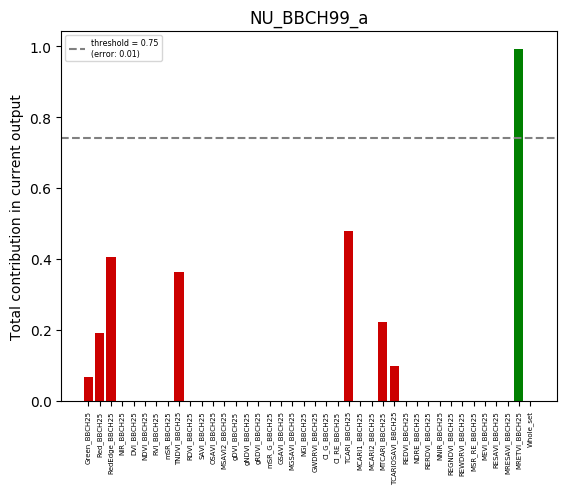 NU_BBCH99_a
threshold = 0.75
(error: 0.01)
Total contribution in current output
1.0
0.8
0.6
0.4
0.2
0.0
Green_BBCH25
Red_BBCH25
RedEdge_BBCH25
NIR_BBCH25
DVI_BBCH25
NDVI_BBCH25
RVI_BBCH25
mSR_BBCH25
TNDVI_BBCH25
RDVI_BBCH25
SAVI_BBCH25
OSAVI_BBCH25
MSAVI2_BBCH25
gDVI_BBCH25
gNDVI_BBCH25
gRDVI_BBCH25
mSR_G_BBCH25
GSAVI_BBCH25
MGSAVI_BBCH25
NGI_BBCH25
GWDRVI_BBCH25
CI_G_BBCH25
CI_RE_BBCH25
TCARI_BBCH25
MCARI1_BBCH25
MCARI2_BBCH25
MTCARI_BBCH25
TCARIOSAVI_BBCH25
REDVI_BBCH25
NDRE_BBCH25
RERDVI_BBCH25
NNIR_BBCH25
REGNDVI_BBCH25
REWDRVI_BBCH25
MSR_RE_BBCH25
MEVI_BBCH25
RESAVI_BBCH25
MRESAVI_BBCH25
MRETVI_BBCH25
Whole_set